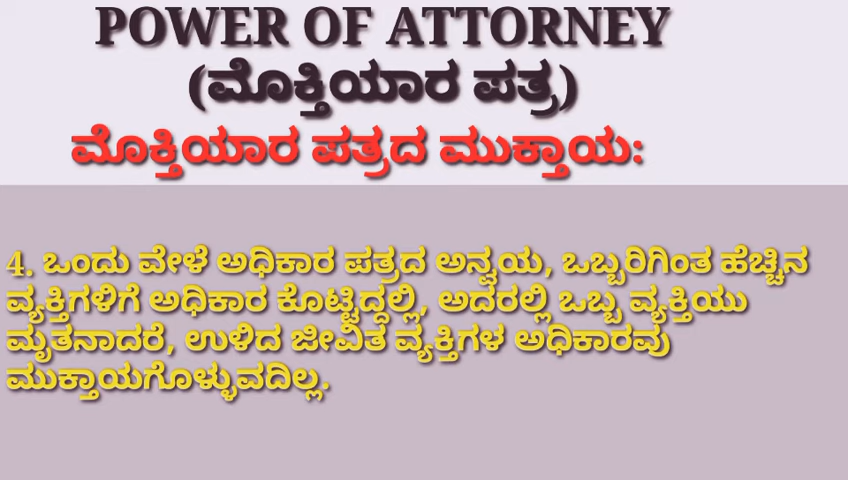 POWER OF ATTORNEY
(ಮೊಕ್ತಿಯಾರ ಪತ್ರ)
ಮೊಕ್ತಿಯಾರ ಪತ್ರದ ಮುಕ್ತಾಯ:
4. ಒಂದು ವೇಳೆ ಅಧಿಕಾರ ಪತ್ರದ ಅನ್ವಯ, ಒಬ್ಬರಿಗಿಂತ ಹೆಚ್ಚಿನ
ವ್ಯಕ್ತಿಗಳಿಗೆ ಅಧಿಕಾರ ಕೊಟ್ಟಿದ್ದಲ್ಲಿ, ಅದರಲ್ಲಿ ಒಬ್ಬ ವ್ಯಕ್ತಿಯು
ಮೃತನಾದರೆ, ಉಳಿದ ಜೀವಿತ ವ್ಯಕ್ತಿಗಳ ಅಧಿಕಾರವು
ಮುಕ್ತಾಯಗೊಳ್ಳುವದಿಲ್ಲ.